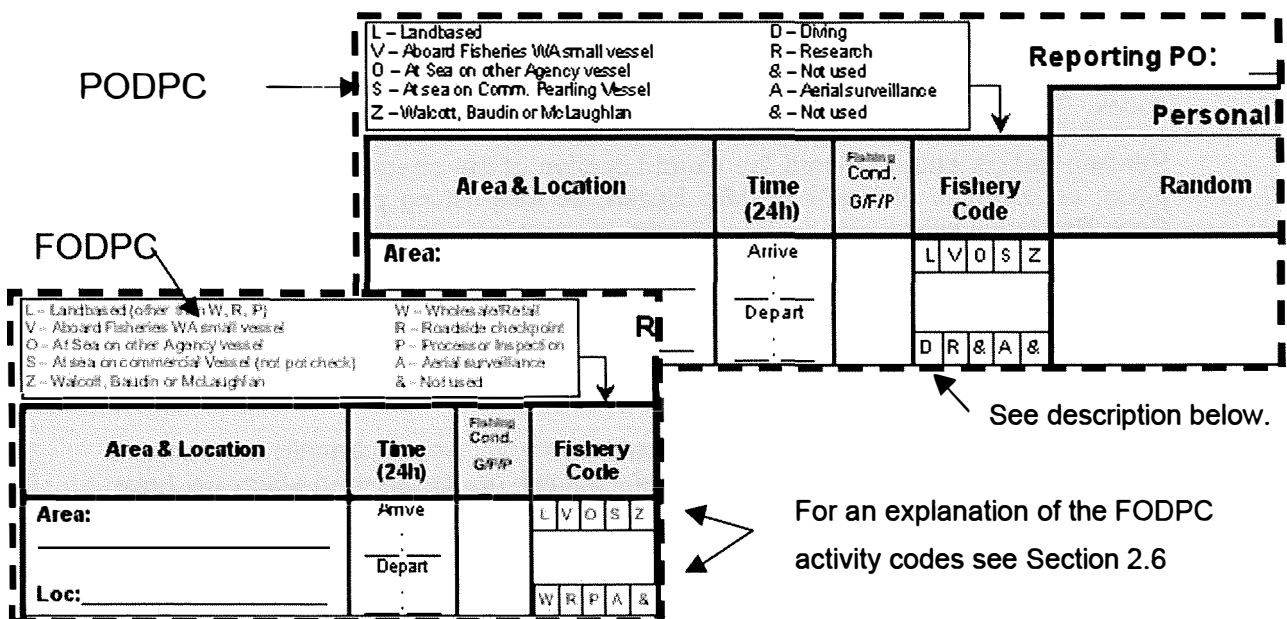 L – Landbased
D – Diving
V – Aboard Fisheries WA small vessel
R – Research
O – At Sea on other Agency vessel
& – Not used
S – At sea on Comm. Pearling Vessel
A – Aerial surveillance
Z – Walcott, Baudin or McLaughlan
& – Not used
Reporting PO:
PODPC
Personal
Area & Location
Time
(24h)
Fishing
Cond.
G/F/P
Fishery
Code
Random
Area:
Arrive
:
Depart
L V O S Z
D R & A &
See description below.
FODPC
L – Landbased (other than W, R, P)
W – Wholesale/Retail
V – Aboard Fisheries WA small vessel
R – Roadside checkpoint
O – At Sea on other Agency vessel
P – Processor Inspection
S – At sea on commercial Vessel (not pot check)
A – Aerial surveillance
Z – Walcott, Baudin or McLaughlan
& – Not used
R
Area & Location
Time
(24h)
Fishing
Cond.
G/F/P
Fishery
Code
Area:
Arrive
:
Depart
:
Loc:
L V O S Z
W R P A &
For an explanation of the FODPC
activity codes see Section 2.6